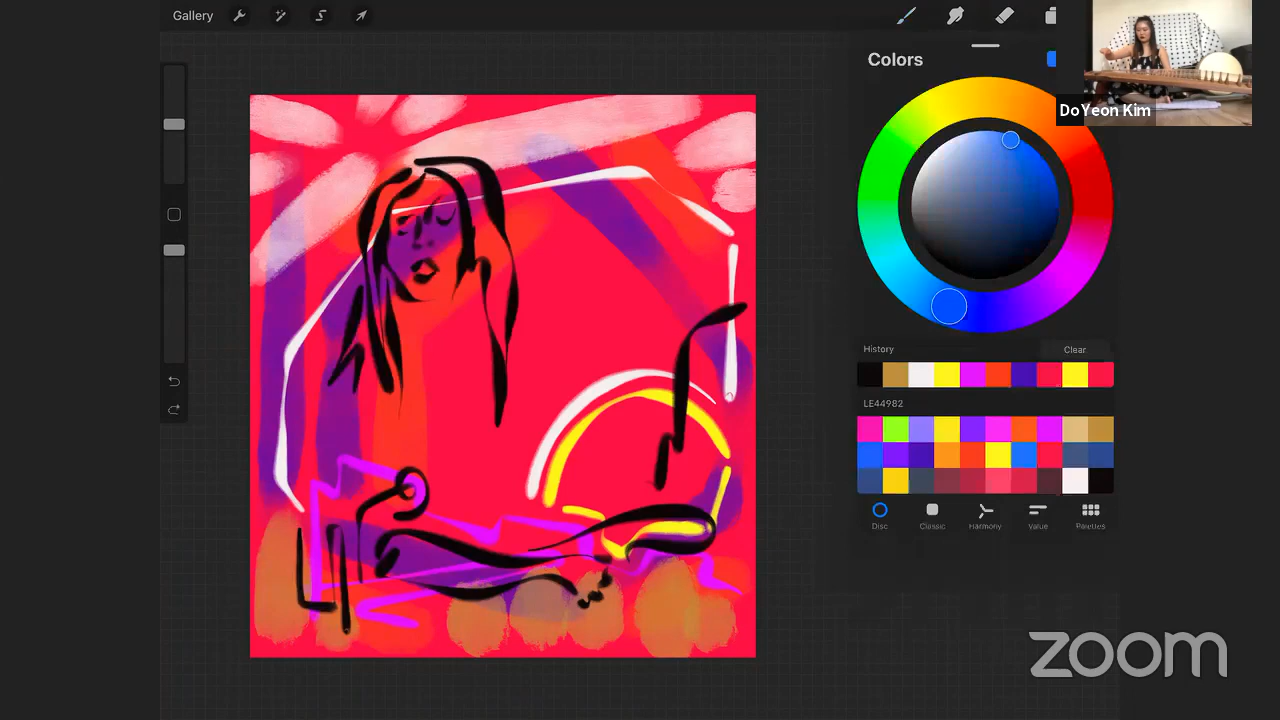 Gallery
Colors
DoYeon Kim
History
Clear
LE44982
Disc
Classic
Harmony
Value
Palettes
zoom